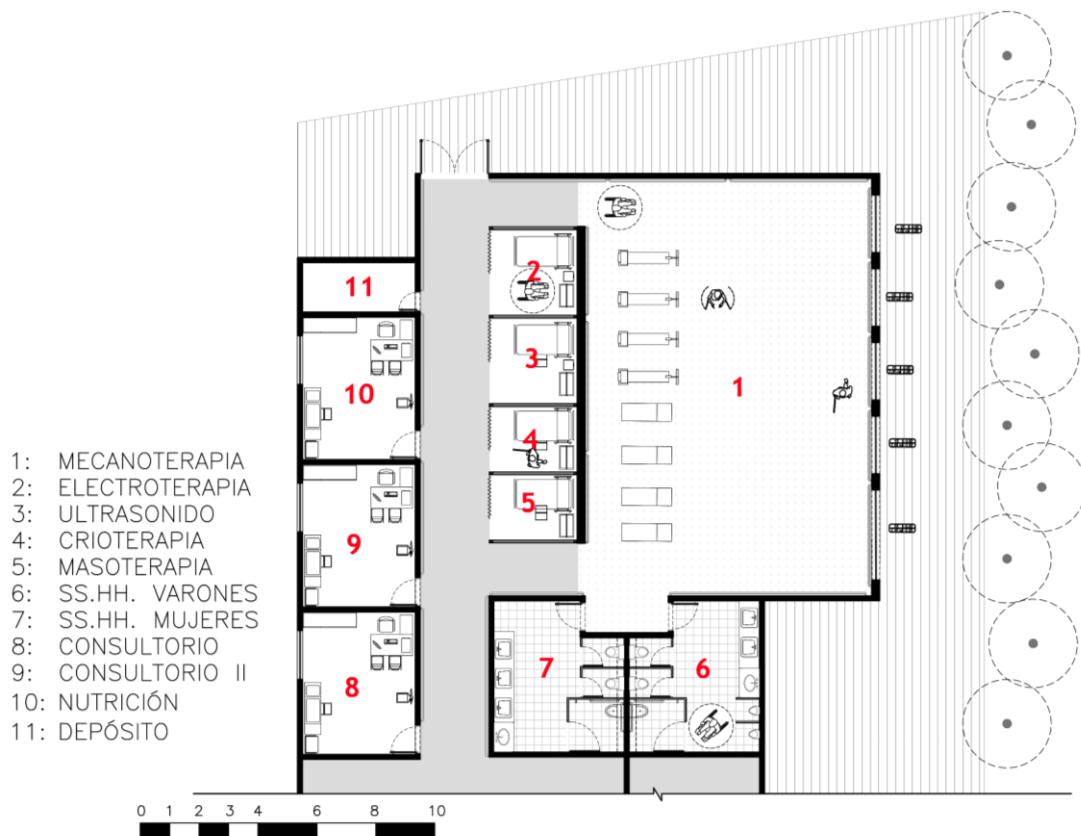 1: MECANOTERAPIA
2: ELECTROTERAPIA
3: ULTRASONIDO
4: CRIOTERAPIA
5: MASOTERAPIA
6: SS.HH. VARONES
7: SS.HH. MUJERES
8: CONSULTORIO
9: CONSULTORIO II
10: NUTRICIÓN
11: DEPÓSITO
2
11
3
1
10
4
5
9
7
6
8
0 1 2 3 4 6 8 10